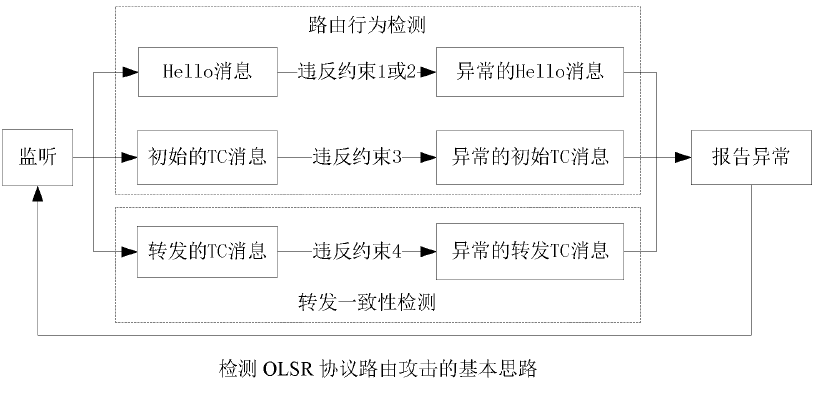 路由行为检测
Hello消息
违反约束1或2
异常的Hello消息
监听
初始的TC消息
违反约束3
异常的初始TC消息
报告异常
转发的TC消息
违反约束4
异常的转发TC消息
转发一致性检测
检测 OLSR 协议路由攻击的基本思路